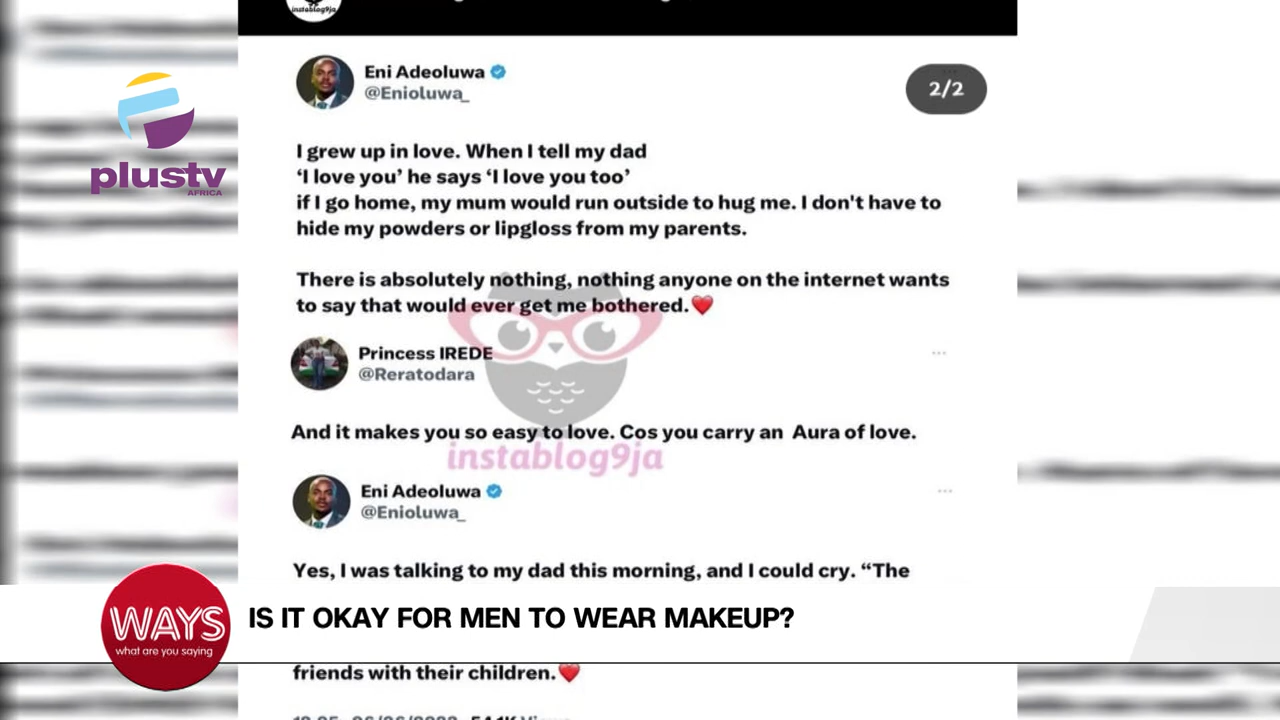 instablog9ja
Eni Adeoluwa
@Enioluwa_
2/2
plustv
AFRICA
I grew up in love. When I tell my dad
‘I love you’ he says ‘I love you too’
if I go home, my mum would run outside to hug me. I don't have to
hide my powders or lipgloss from my parents.
There is absolutely nothing, nothing anyone on the internet wants
to say that would ever get me bothered.❤️
Princess IREDE
@Reratodara
And it makes you so easy to love. Cos you carry an Aura of love.
instablog9ja
Eni Adeoluwa
@Enioluwa_
Yes, I was talking to my dad this morning, and I could cry. “The
WAYS
what are you saying
IS IT OKAY FOR MEN TO WEAR MAKEUP?
friends with their children.❤️